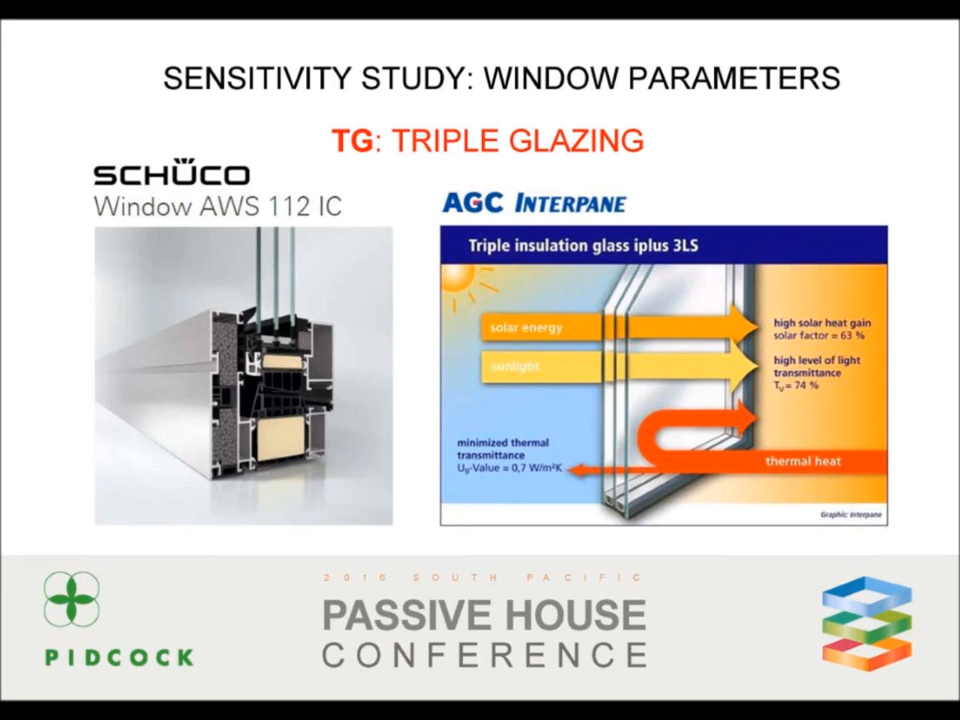 SENSITIVITY STUDY: WINDOW PARAMETERS
TG: TRIPLE GLAZING
SCHÜCO
Window AWS 112 IC
AGC INTERPANE
Triple insulation glass iplus 3LS
solar energy
high solar heat gain
solar factor = 63 %
sunlight
high level of light
transmittance
Tv = 74 %
minimized thermal
transmittance
Ug-Value = 0,7 W/m²K
thermal heat
Graphic: Interpane
2016 SOUTH PACIFIC
PASSIVE HOUSE
CONFERENCE
PIDCOCK